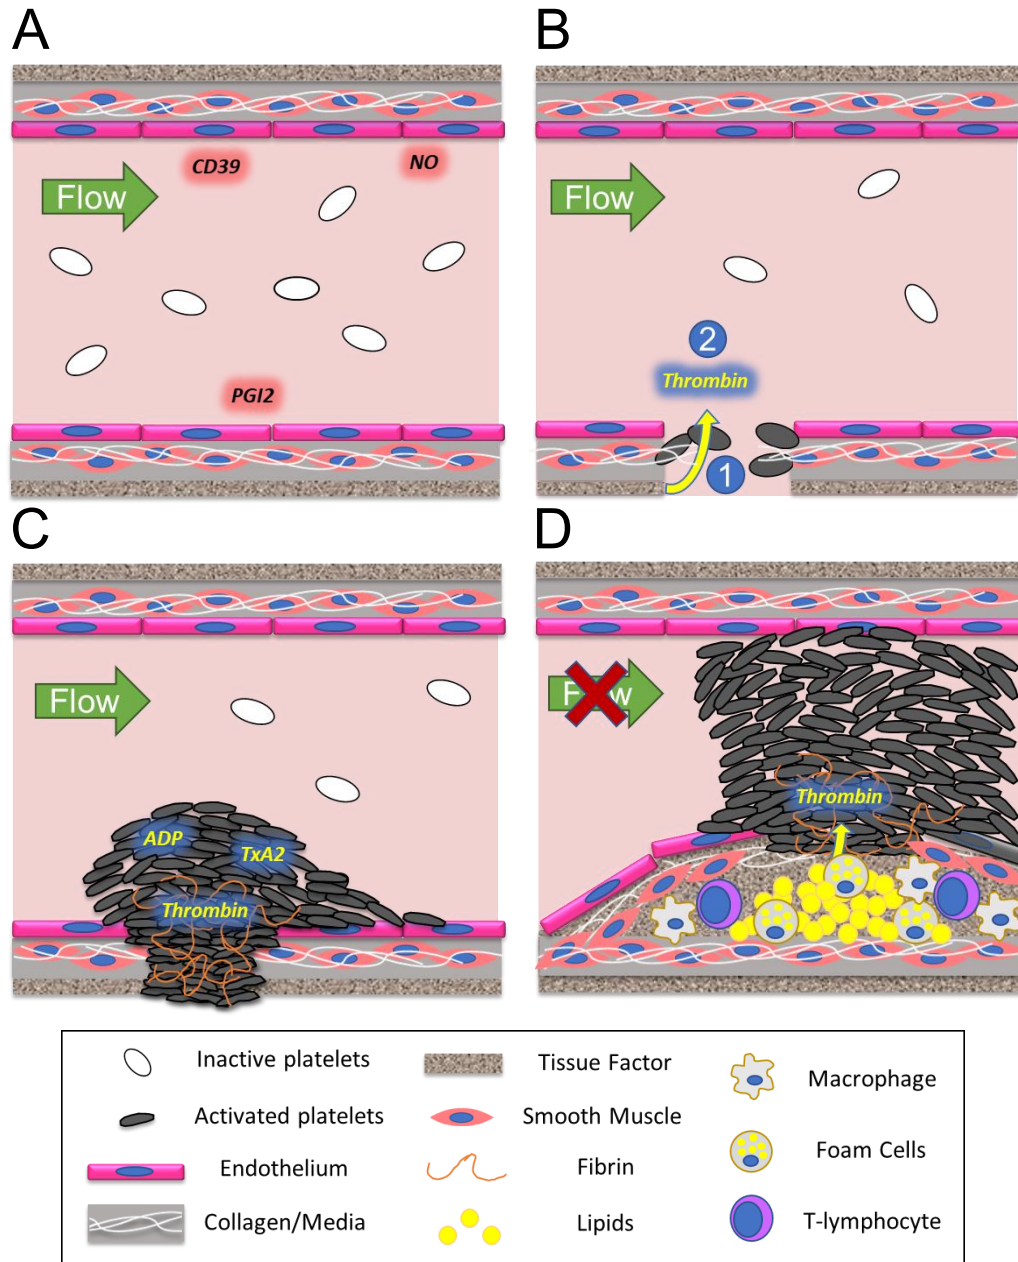 A
B
CD39
NO
Flow
Flow
2
Thrombin
PGI2
1
C
D
Flow
Flow
ADP
TxA2
Thrombin
Thrombin
Inactive platelets
Tissue Factor
Macrophage
Activated platelets
Smooth Muscle
Foam Cells
Endothelium
Fibrin
Collagen/Media
Lipids
T-lymphocyte